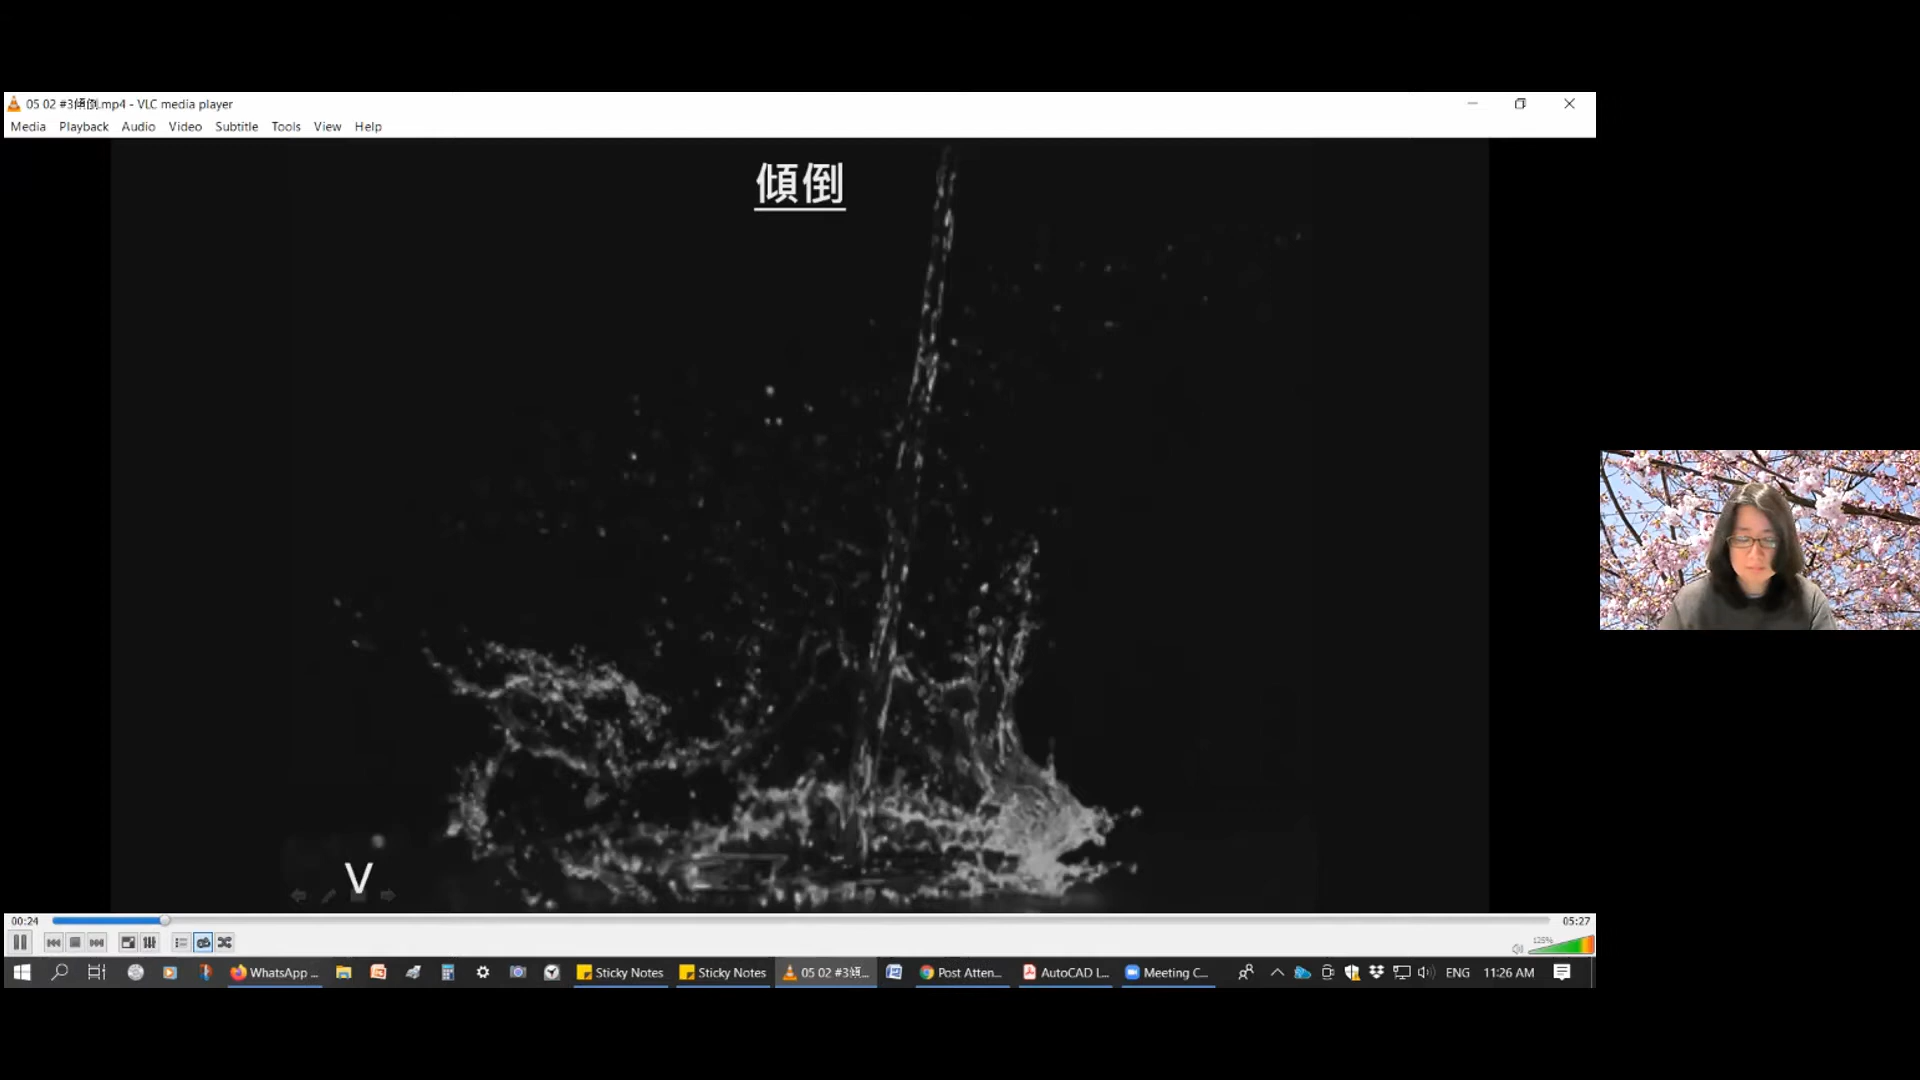 05 02 #3傾倒.mp4 - VLC media player
Media Playback Audio Video Subtitle Tools View Help
傾倒
V
00:24
05:27
125%
WhatsApp ...
Sticky Notes
Sticky Notes
05 02 #3傾...
Post Atten...
AutoCAD L...
Meeting C...
ENG
11:26 AM